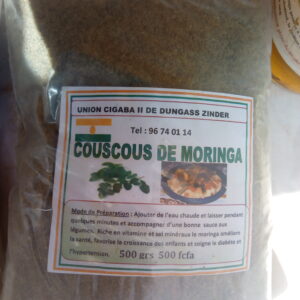 UNION CIGABA II DE DUNGASS ZINDER
Tel : 96 74 01 14
COUSCOUS DE MORINGA
Mode de Préparation : Ajouter de l'eau chaude et laisser pendant
quelques minutes et accompagner d'une bonne sauce aux
légumes. Riche en vitamine et sel minéraux le moringa améliore
la santé, favorise la croissance des enfants et soigne le diabète et
l'hypertension. 500 grs 500 fcfa